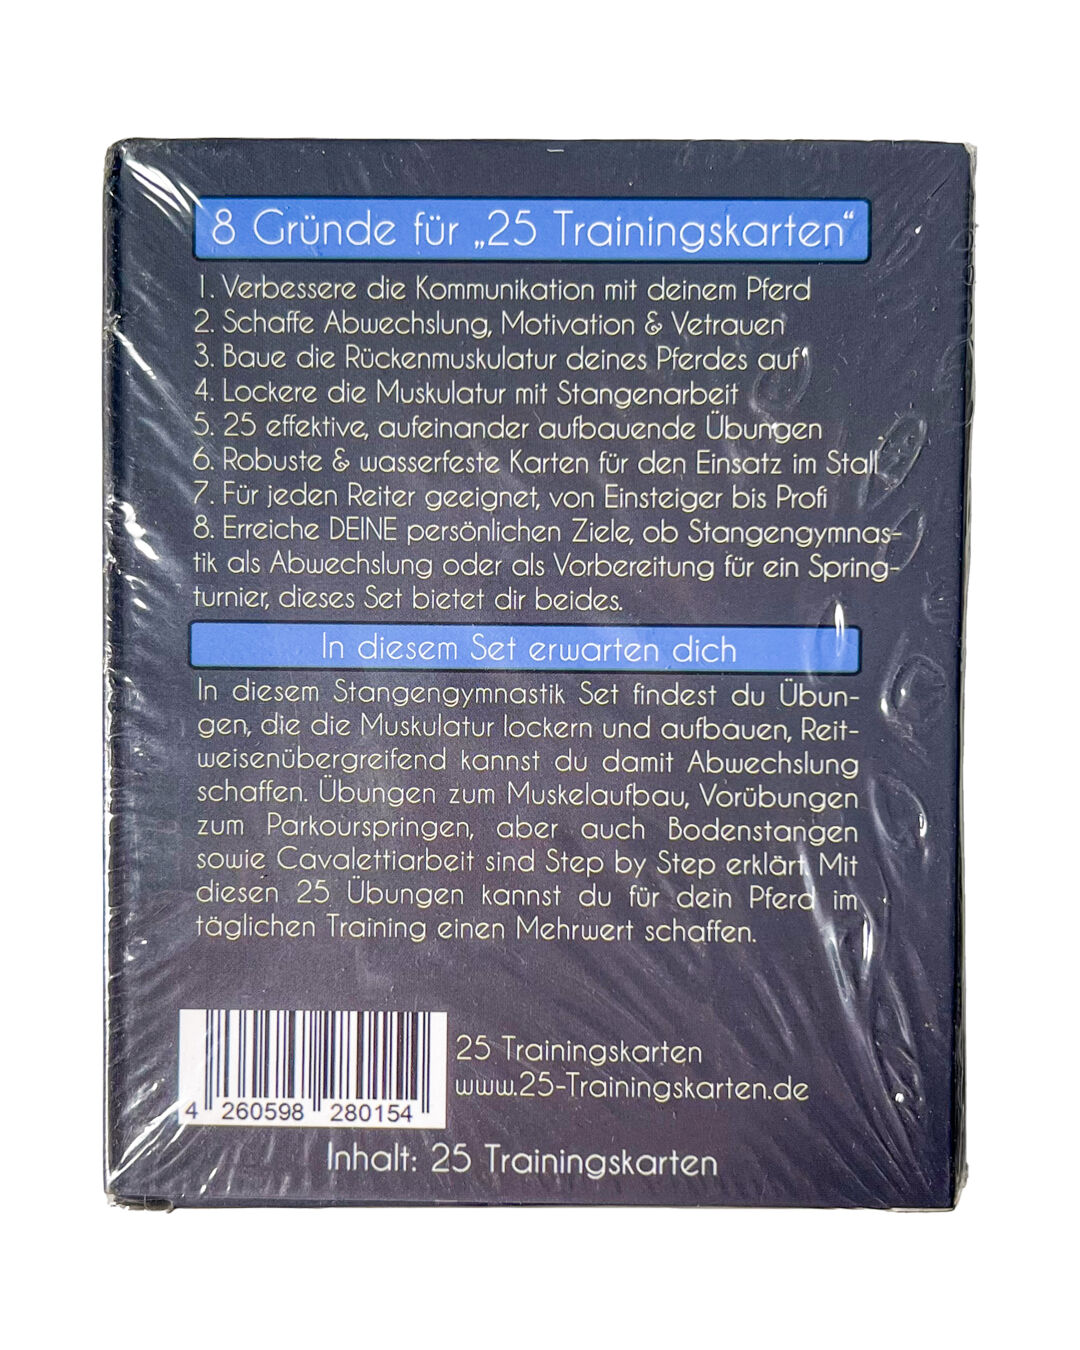 8 Gründe für „25 Trainingskarten“
1. Verbessere die Kommunikation mit deinem Pferd
2. Schaffe Abwechslung, Motivation & Vetrauen
3. Baue die Rückenmuskulatur deines Pferdes auf
4. Lockere die Muskulatur mit Stangenarbeit
5. 25 effektive, aufeinander aufbauende Übungen
6. Robuste & wasserfeste Karten für den Einsatz im Stall
7. Für jeden Reiter geeignet, von Einsteiger bis Profi
8. Erreiche DEINE persönlichen Ziele, ob Stangengymnas-
tik als Abwechslung oder als Vorbereitung für ein Spring-
turnier, dieses Set bietet dir beides.
In diesem Set erwarten dich
In diesem Stangengymnastik Set findest du Übun-
gen, die die Muskulatur lockern und aufbauen, Reit-
weisenübergreifend kannst du damit Abwechslung
schaffen. Übungen zum Muskelaufbau, Vorübungen
zum Parkourspringen, aber auch Bodenstangen
sowie Cavalettiarbeit sind Step by Step erklärt. Mit
diesen 25 Übungen kannst du für dein Pferd im
täglichen Training einen Mehrwert schaffen.
25 Trainingskarten
www.25-Trainingskarten.de
4 260598 280154
Inhalt: 25 Trainingskarten